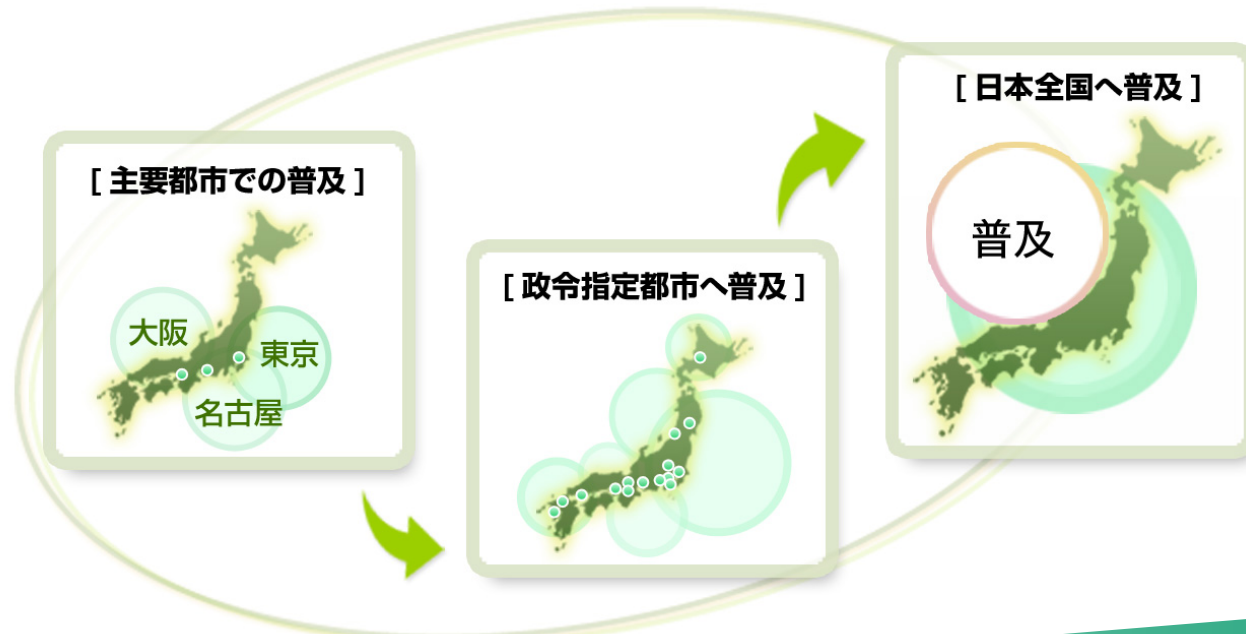 [ 主要都市での普及 ]
大阪
東京
名古屋
[ 政令指定都市へ普及 ]
[ 日本全国へ普及 ]
普及